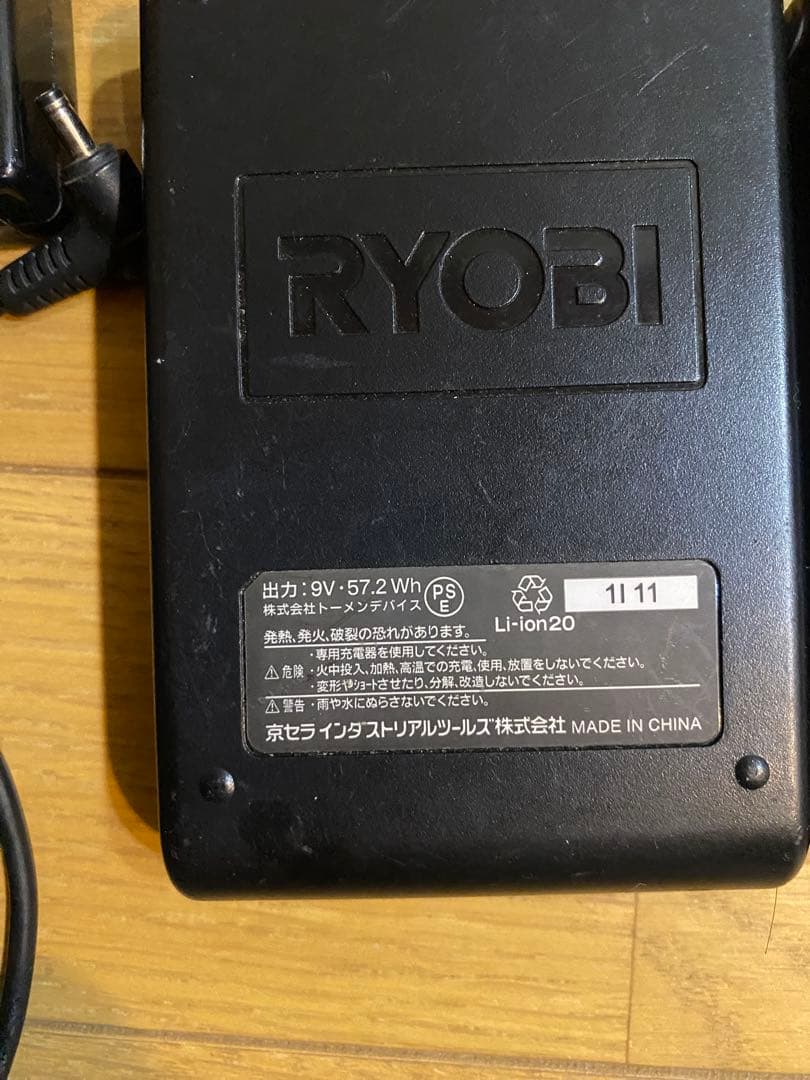 RYOBI
出力：9V・57.2 Wh
株式会社トーメンデバイス
PS
E
Li-ion20
1I 11
発熱、発火、破裂の恐れがあります。
・専用充電器を使用してください。
⚠危険・火中投入、加熱、高温での充電、使用、放置をしないでください。
・変形やショートさせたり、分解、改造しないでください。
⚠警告・雨や水にぬらさないでください。
京セラ インダストリアルツールズ株式会社 MADE IN CHINA